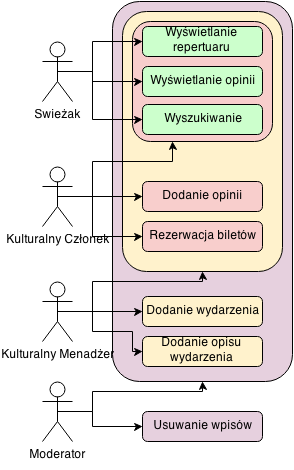 Wyświetlanie
repertuaru
Wyświetlanie opinii
Swieżak
Wyszukiwanie
Dodanie opinii
Kulturalny Członek
Rezerwacja biletów
Dodanie wydarzenia
Kulturalny Menadżer
Dodanie opisu
wydarzenia
Usuwanie wpisów
Moderator